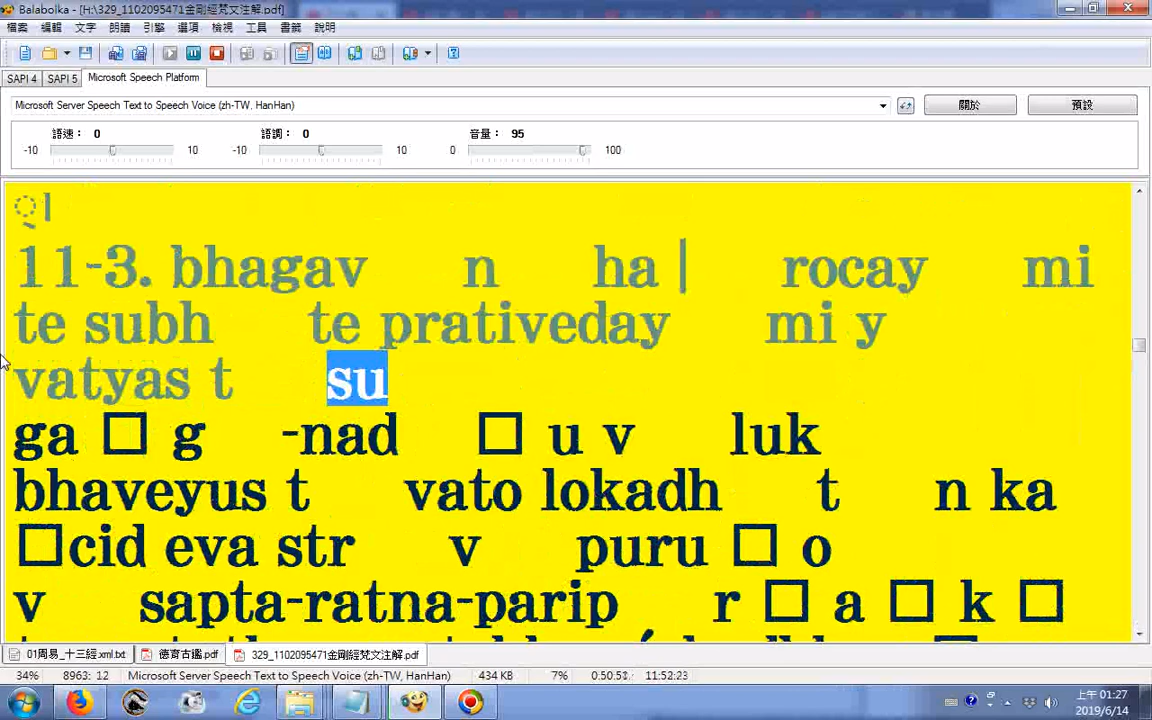 Balabolka - [H:\329_1102095471金剛經梵文注解.pdf]
檔案 編輯 文字 朗讀 引擎 選項 檢視 工具 書籤 說明
SAPI 4 SAPI 5 Microsoft Speech Platform
Microsoft Server Speech Text to Speech Voice (zh-TW, HanHan) 關於 預設
語速： 0 語調： 0 音量： 95
-10 10 -10 10 0 100
11-3. bhagav n ha | rocay mi
te subh te prativeday mi y
vatyas t su
ga □ g -nad □ u v luk
bhaveyus t vato lokadh t n ka
□cid eva str v puru □ o
v sapta-ratna-parip r □ a □ k □
01周易_十三經.xml.txt 德育古鑑.pdf 329_1102095471金剛經梵文注解.pdf
34% 8963: 12 Microsoft Server Speech Text to Speech Voice (zh-TW, HanHan) 434 KB 7% 11:52:23
上午 01:27
2019/6/14